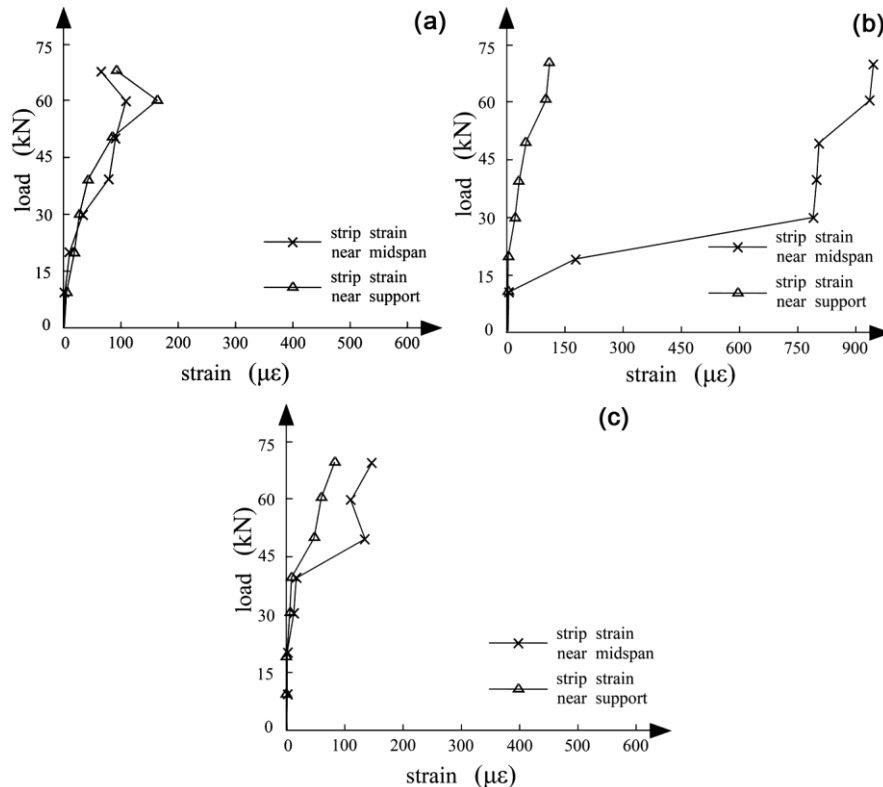 (a)
75
60
45
30
15
0
load (kN)
strip strain
near midspan
strip strain
near support
0 100 200 300 400 500 600
strain (με)
(b)
75
60
45
30
15
0
load (kN)
strip strain
near midspan
strip strain
near support
0 150 300 450 600 750 900
strain (με)
(c)
75
60
45
30
15
0
load (kN)
strip strain
near midspan
strip strain
near support
0 100 200 300 400 500 600
strain (με)